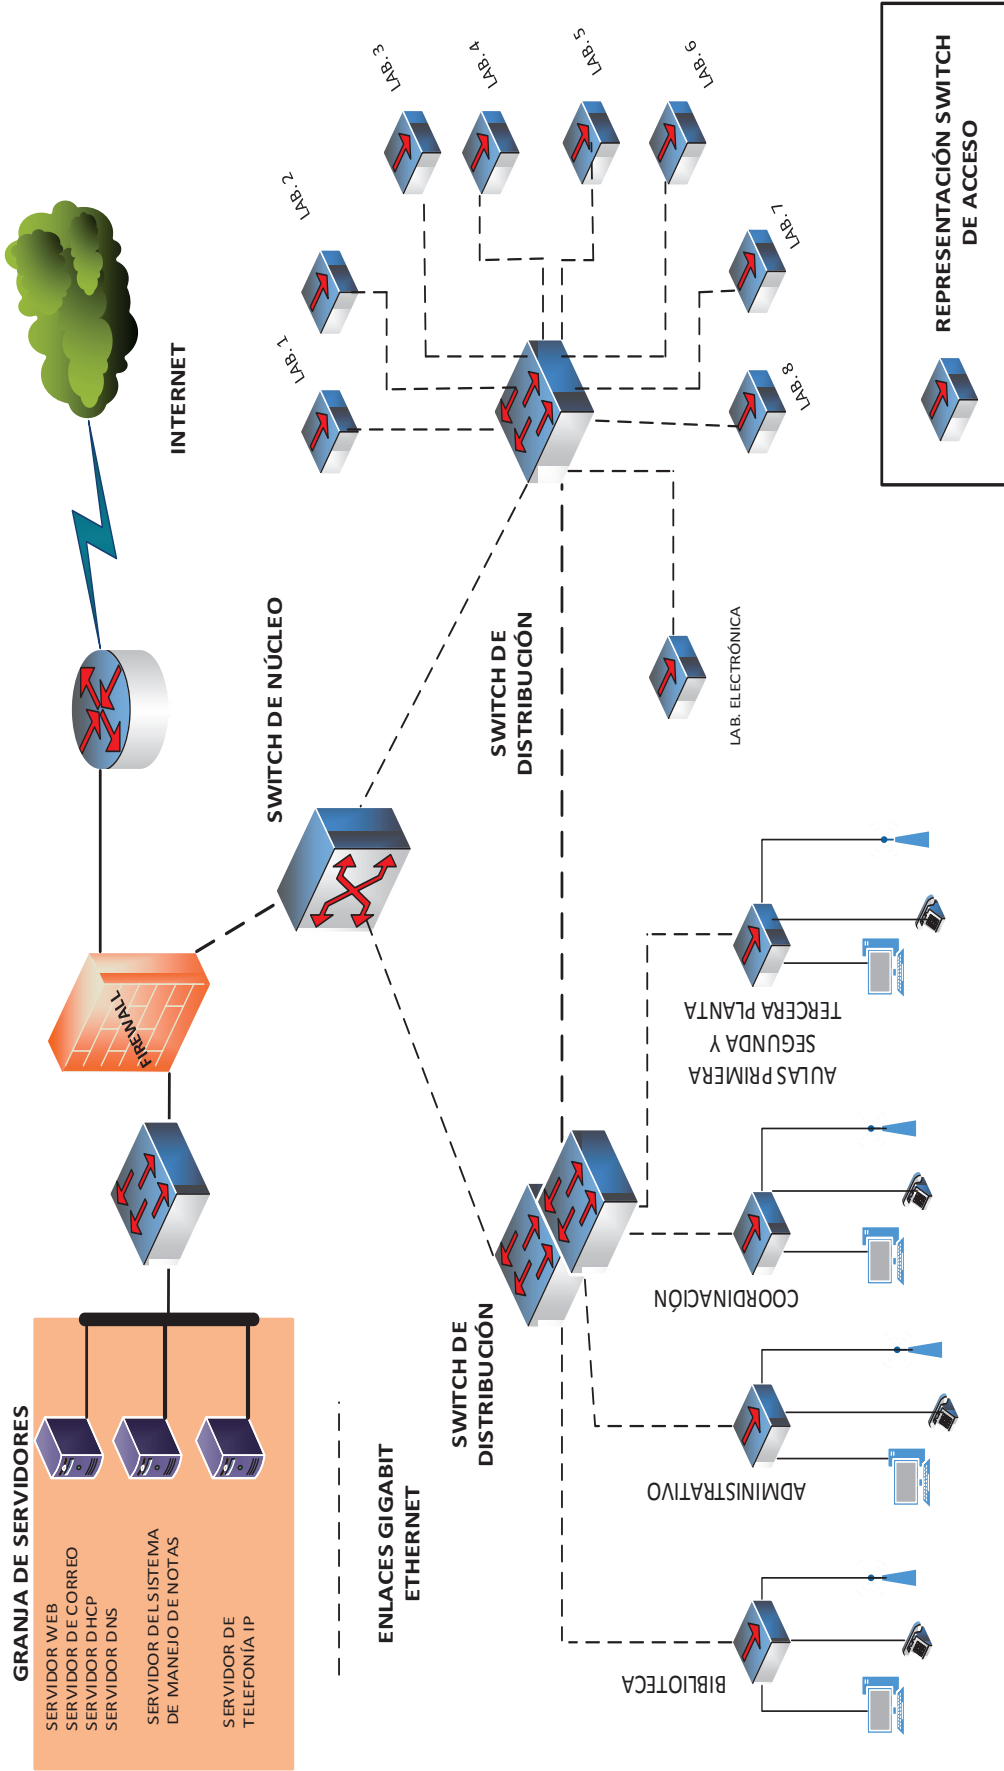 GRANJA DE SERVIDORES
SERVIDOR WEB
SERVIDOR DE CORREO
SERVIDOR DHCP
SERVIDOR DNS
SERVIDOR DEL SISTEMA
DE MANEJO DE NOTAS
SERVIDOR DE
TELEFONÍA IP
ENLACES GIGABIT
ETHERNET
FIREWALL
INTERNET
SWITCH DE NÚCLEO
SWITCH DE
DISTRIBUCIÓN
SWITCH DE
DISTRIBUCIÓN
LAB. 1
LAB. 2
LAB. 3
LAB. 4
LAB. 5
LAB. 6
LAB. 7
LAB. 8
LAB. ELECTRÓNICA
BIBLIOTECA
ADMINISTRATIVO
COORDINACIÓN
AULAS PRIMERA
SEGUNDA Y
TERCERA PLANTA
REPRESENTACIÓN SWITCH
DE ACCESO